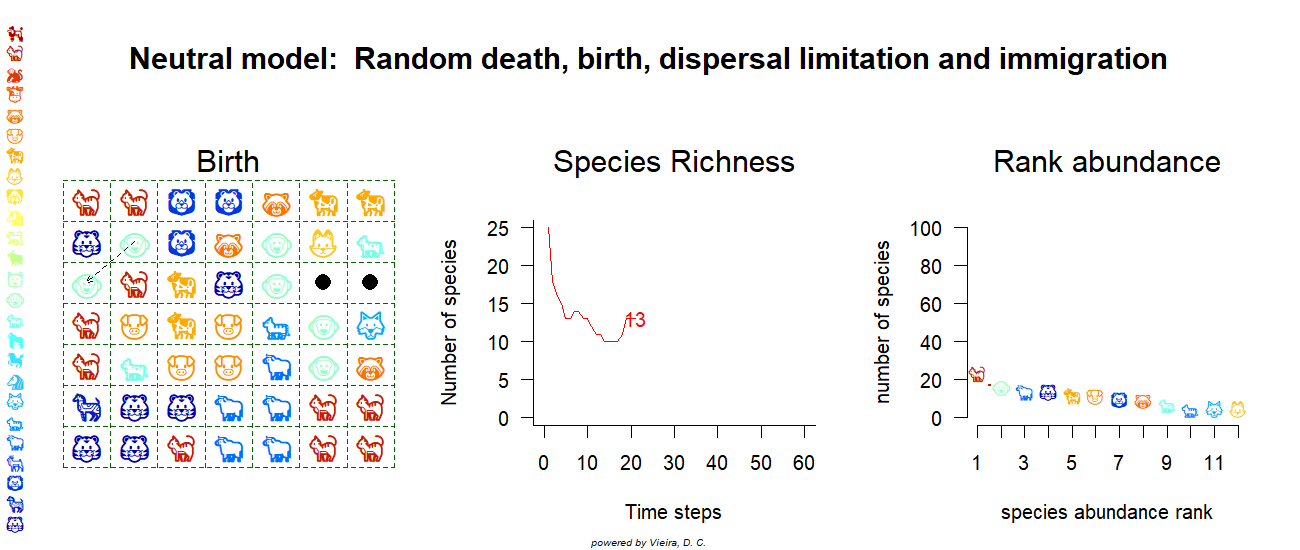 Neutral model:  Random death, birth, dispersal limitation and immigration
Birth
Species Richness
Number of species
25
20
15
10
5
0
13
0 10 20 30 40 50 60
Time steps
Rank abundance
number of species
100
80
60
40
20
0
1 3 5 7 9 11
species abundance rank
powered by Vieira, D. C.